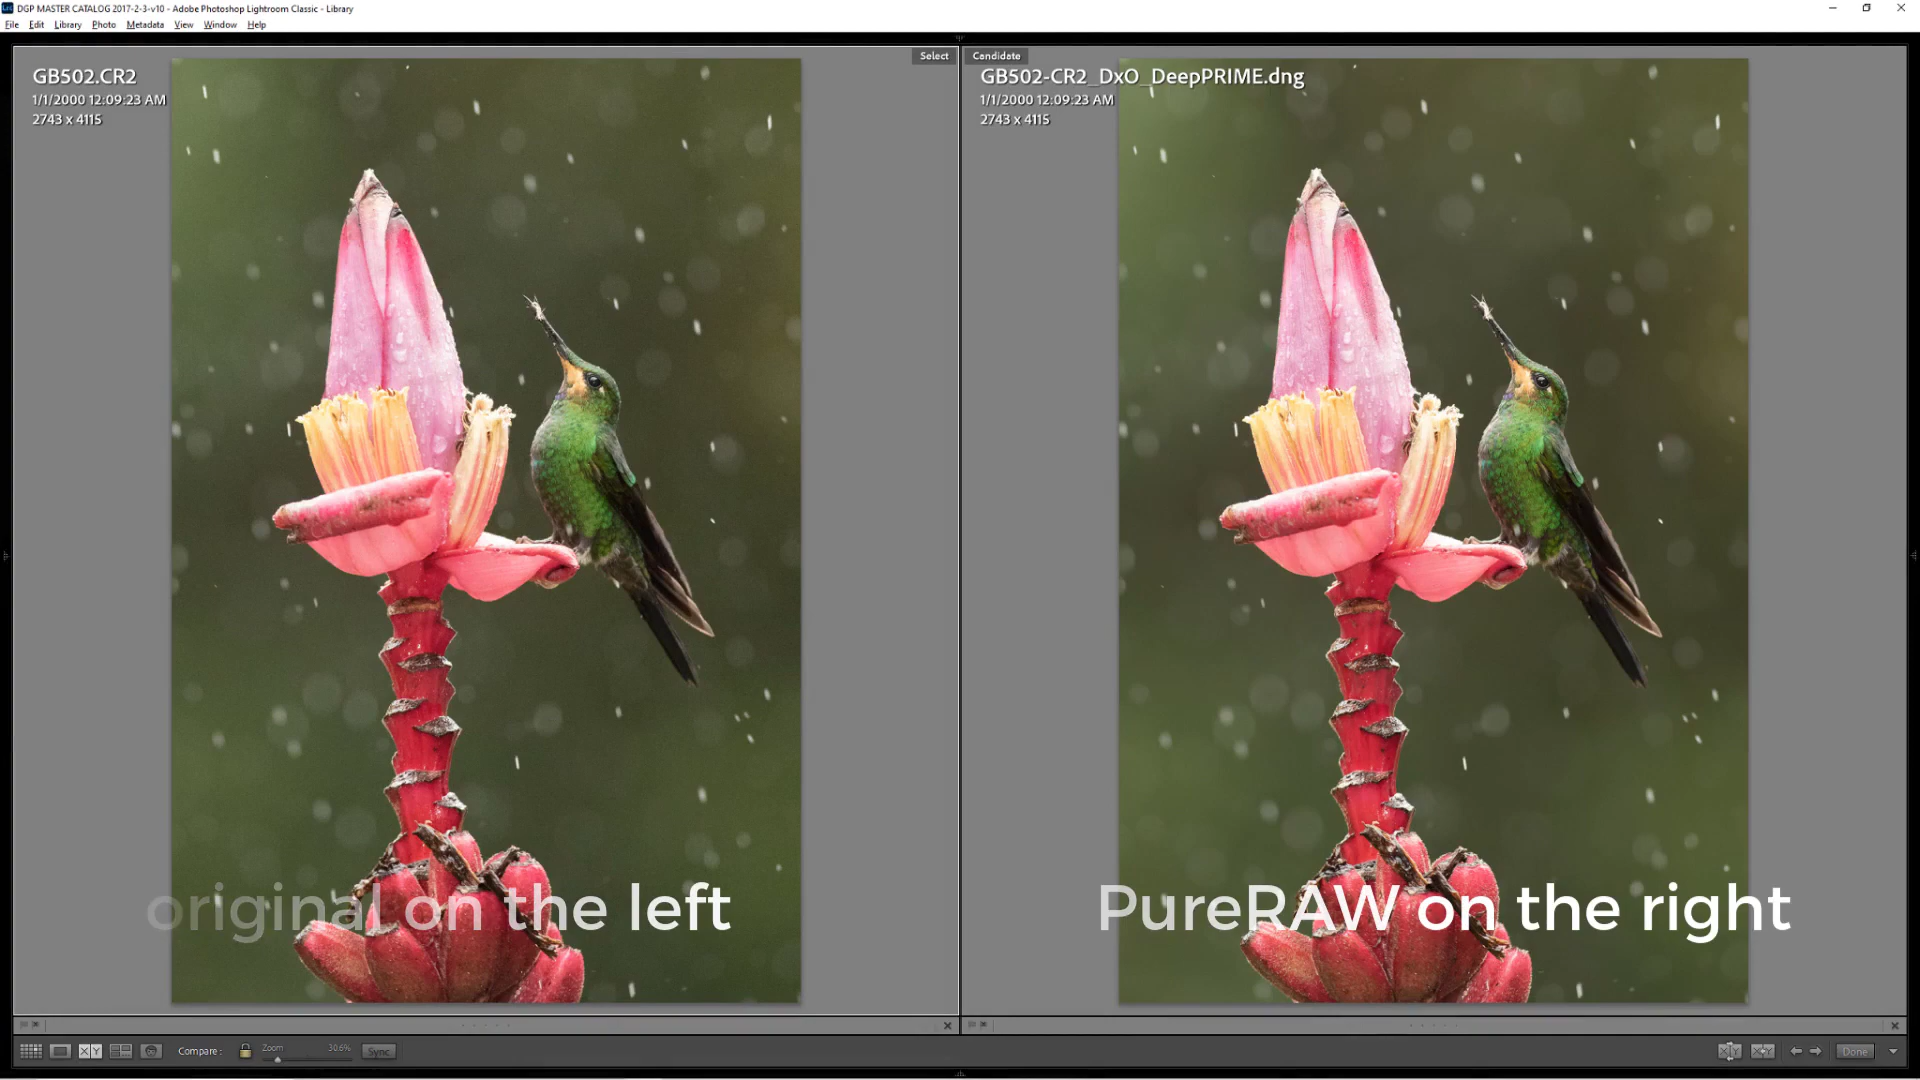 DGP MASTER CATALOG 2017-2-3-v10 - Adobe Photoshop Lightroom Classic - Library
File Edit Library Photo Metadata View Window Help
Select
Candidate
GB502.CR2
1/1/2000 12:09:23 AM
2743 x 4115
GB502-CR2_DxO_DeepPRIME.dng
1/1/2000 12:09:23 AM
2743 x 4115
original on the left
PureRAW on the right
Compare : Zoom 30.6% Sync
Done